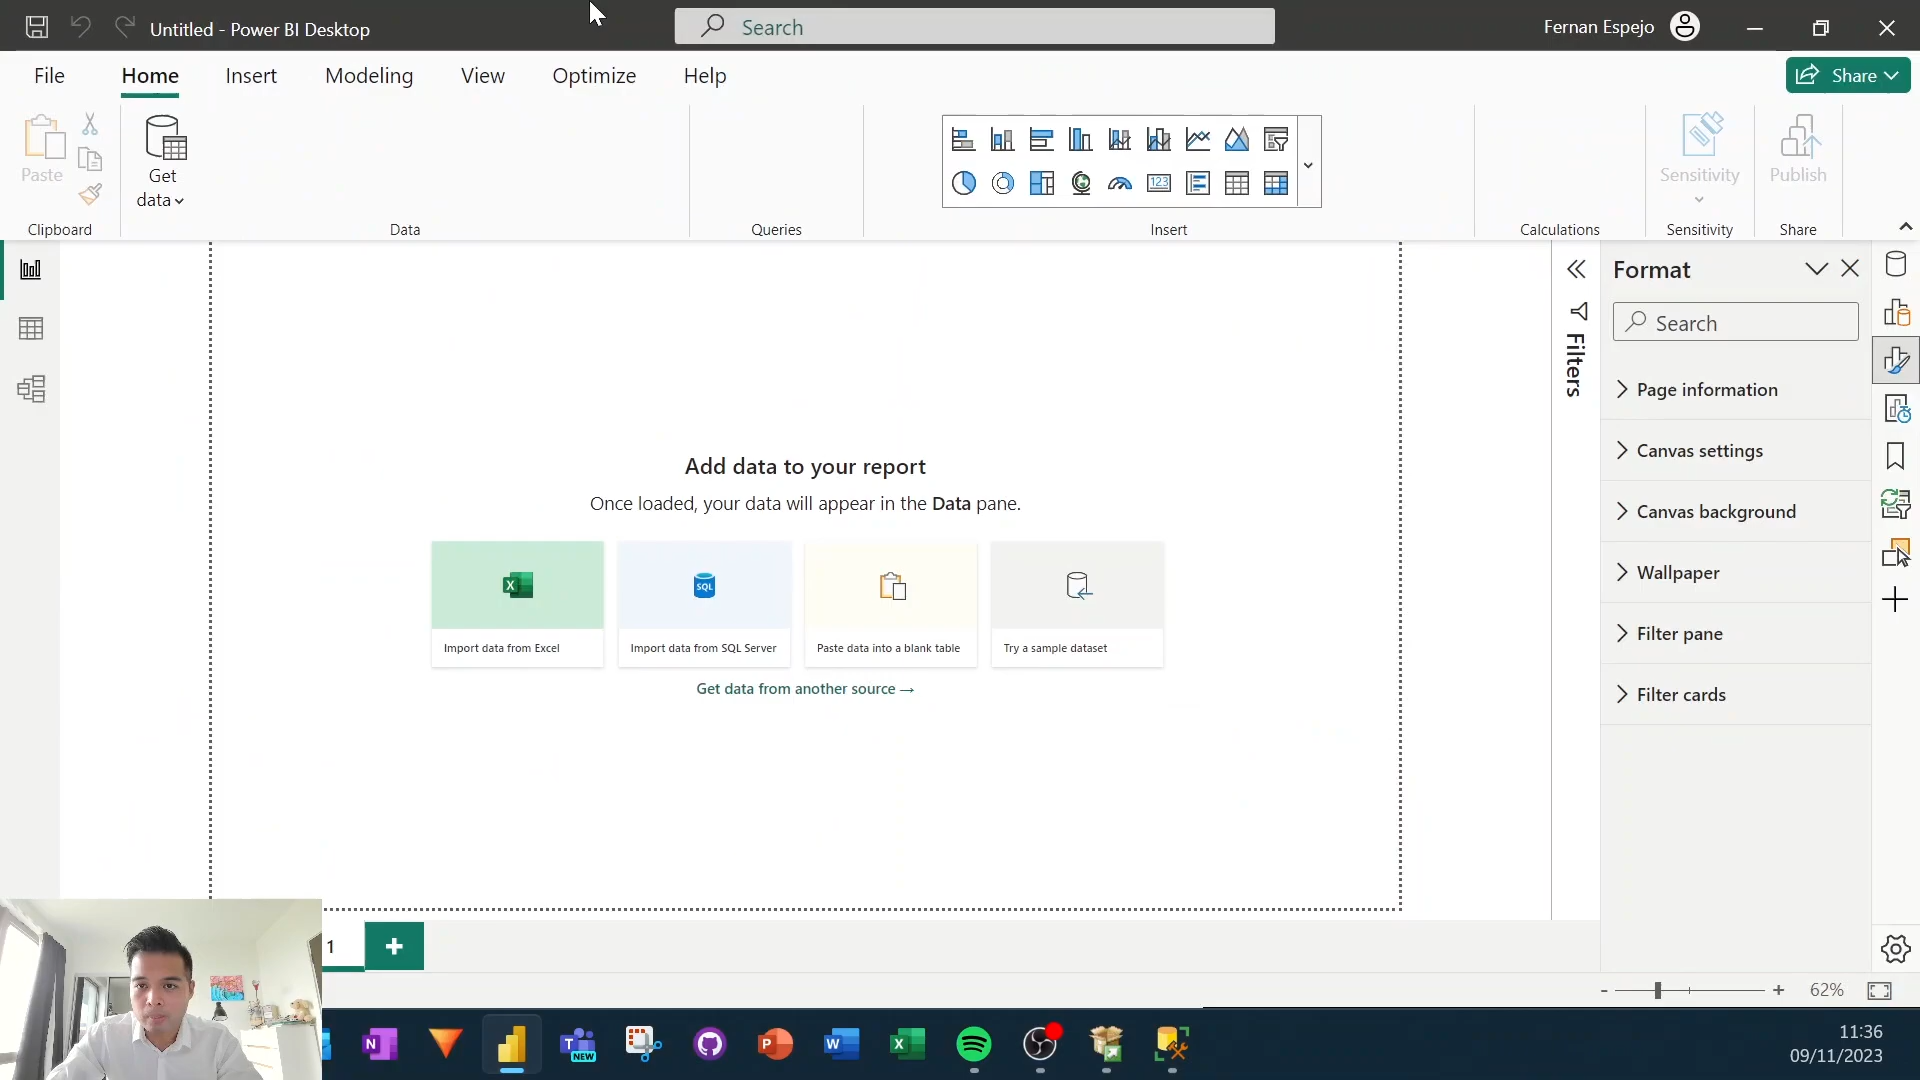 Untitled - Power BI Desktop
Search
Fernan Espejo
File
Home
Insert
Modeling
View
Optimize
Help
Share
Paste
Get
data
123
Sensitivity
Publish
Clipboard
Data
Queries
Insert
Calculations
Sensitivity
Share
Format
Search
Filters
Page information
Canvas settings
Canvas background
Wallpaper
Filter pane
Filter cards
Add data to your report
Once loaded, your data will appear in the Data pane.
X
SQL
Import data from Excel
Import data from SQL Server
Paste data into a blank table
Try a sample dataset
Get data from another source →
1
+
- + 62%
N
T
NEW
P
W
X
11:36
09/11/2023